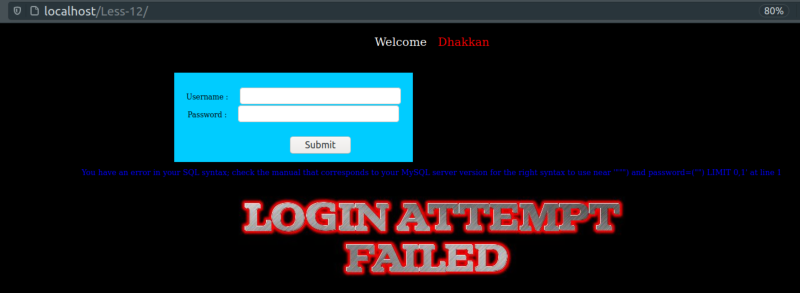 localhost/Less-12/
80%
Welcome Dhakkan
Username :
Password :
Submit
You have an error in your SQL syntax; check the manual that corresponds to your MySQL server version for the right syntax to use near and password=( LIMIT 0,1' at line 1
LOGIN ATTEMPT
FAILED